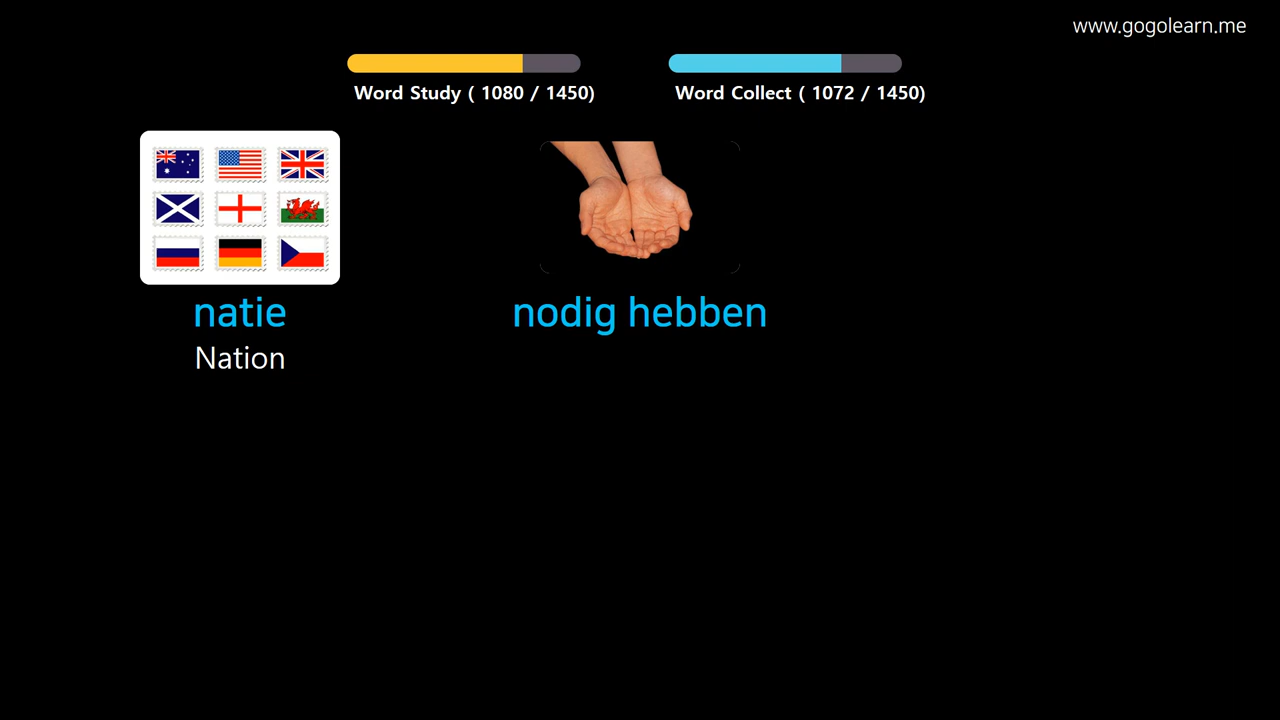 www.gogolearn.me
Word Study ( 1080 / 1450)
Word Collect ( 1072 / 1450)
natie
Nation
nodig hebben